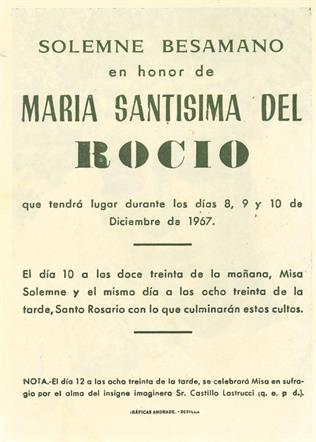 SOLEMNE BESAMANO
en honor de
MARIA SANTISIMA DEL
ROCIO
que tendrá lugar durante los días 8, 9 y 10 de
Diciembre de 1967.
El día 10 a las doce treinta de la mañana, Misa
Solemne y el mismo día a las ocho treinta de la
tarde, Santo Rosario con lo que culminarán estos cultos.
NOTA.-El día 12 a las ocho treinta de la tarde, se celebrará Misa en sufra-
gio por el alma del insigne imaginero Sr. Castillo Lastrucci (q. e. p d.).
GRÁFICAS ANDRADE. - SEVILLA